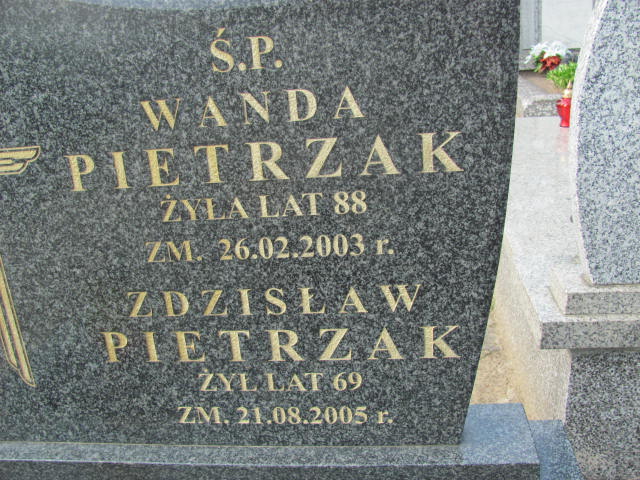 Ś.P.
WANDA
PIETRZAK
ŻYŁA LAT 88
ZM. 26.02.2003 r.
ZDZISŁAW
PIETRZAK
ŻYŁ LAT 69
ZM. 21.08.2005 r.